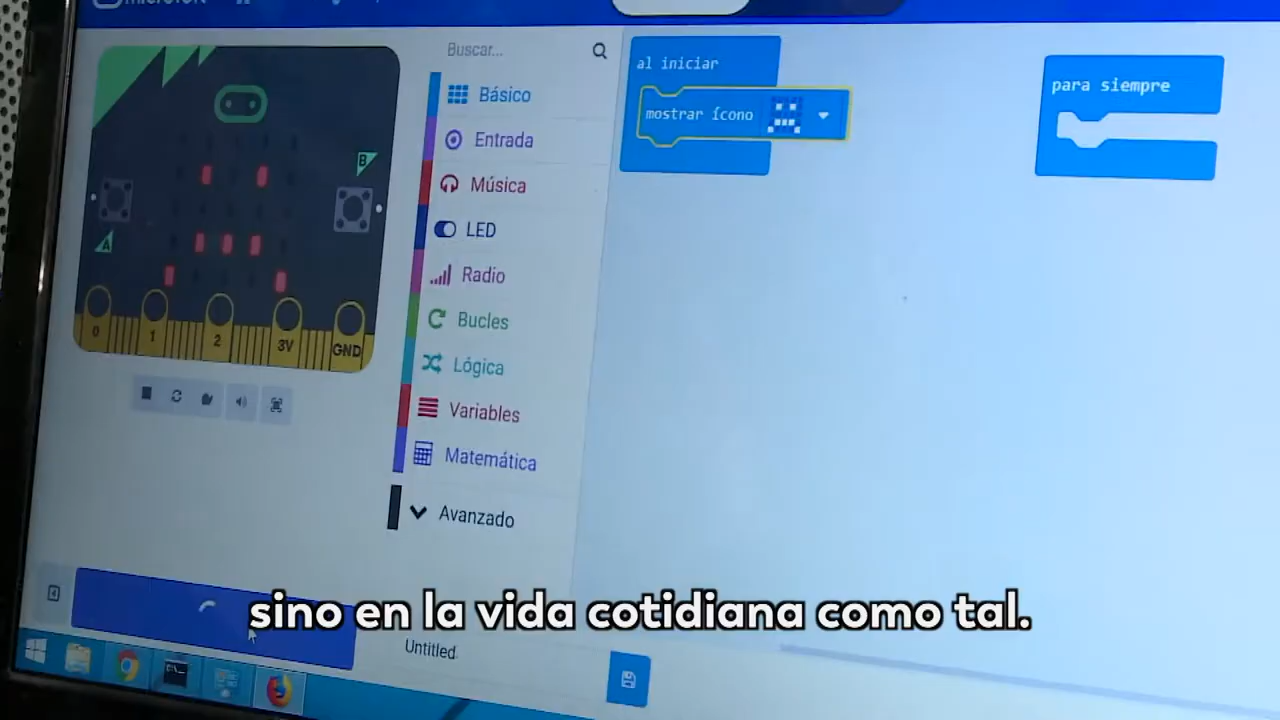 Buscar...
Básico
Entrada
Música
LED
Radio
Bucles
Lógica
Variables
Matemática
Avanzado
al iniciar
mostrar ícono
para siempre
B
A
0
1
2
3V
GND
sino en la vida cotidiana como tal.
Untitled